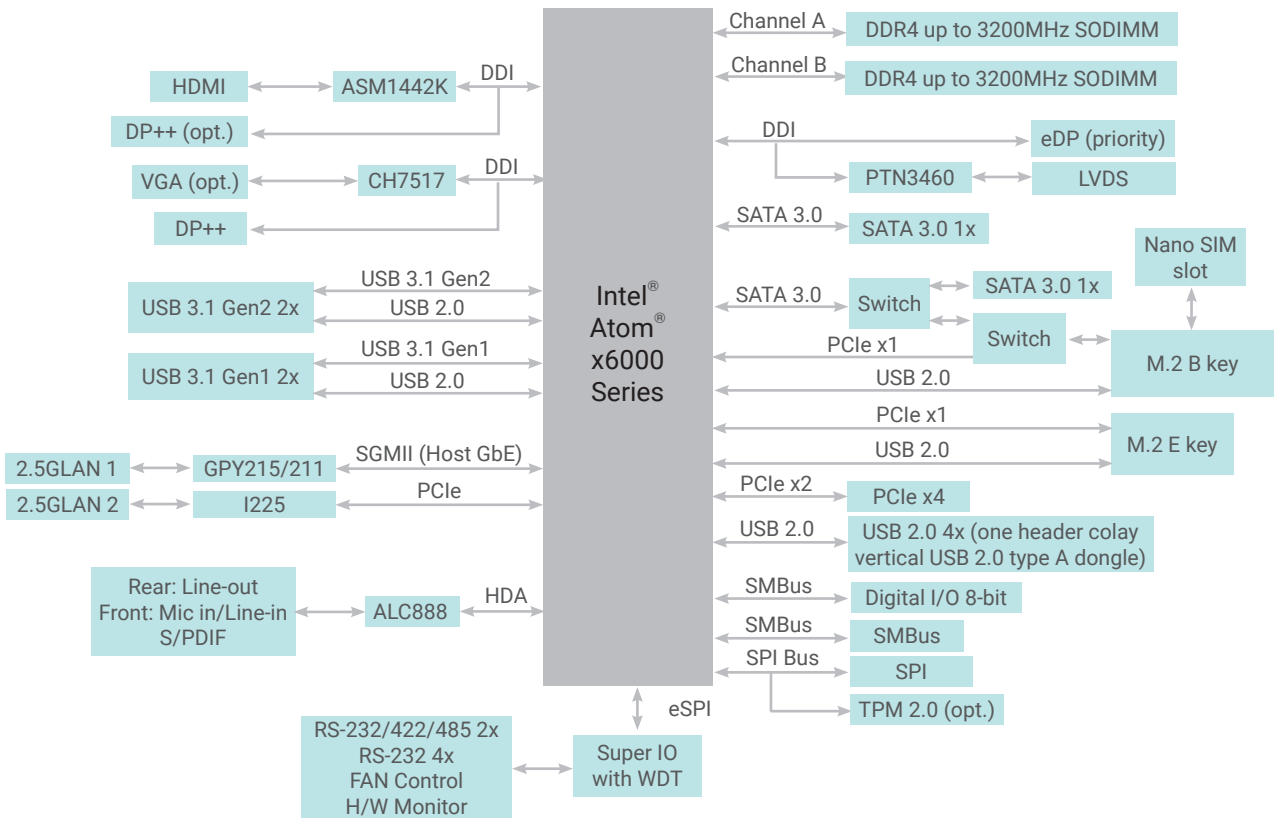 Channel A
DDR4 up to 3200MHz SODIMM
Channel B
DDR4 up to 3200MHz SODIMM
HDMI
ASM1442K
DDI
DP++ (opt.)
VGA (opt.)
CH7517
DDI
DP++
DDI
eDP (priority)
PTN3460
LVDS
SATA 3.0
SATA 3.0 1x
Nano SIM
slot
SATA 3.0
Switch
SATA 3.0 1x
Switch
PCIe x1
M.2 B key
USB 2.0
USB 3.1 Gen2 2x
USB 3.1 Gen2
USB 2.0
USB 3.1 Gen1 2x
USB 3.1 Gen1
USB 2.0
Intel®
Atom®
x6000
Series
PCIe x1
USB 2.0
M.2 E key
2.5GLAN 1
GPY215/211
SGMII (Host GbE)
2.5GLAN 2
I225
PCIe
PCIe x2
PCIe x4
USB 2.0
USB 2.0 4x (one header colay
vertical USB 2.0 type A dongle)
Rear: Line-out
Front: Mic in/Line-in
S/PDIF
ALC888
HDA
SMBus
Digital I/O 8-bit
SMBus
SMBus
SPI Bus
SPI
TPM 2.0 (opt.)
eSPI
RS-232/422/485 2x
RS-232 4x
FAN Control
H/W Monitor
Super IO
with WDT